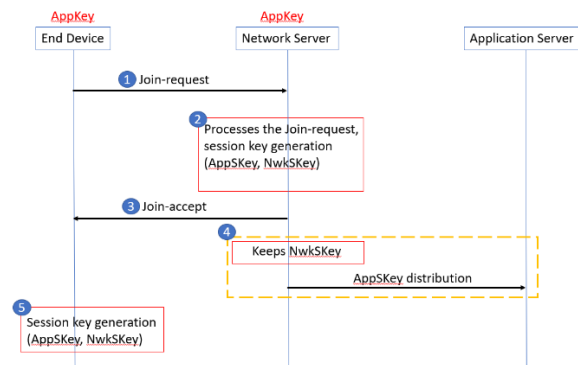 AppKey
AppKey
End Device
Network Server
Application Server
1 Join-request
2
Processes the Join-request,
session key generation
(AppSKey, NwkSKey)
3 Join-accept
4
Keeps NwkSKey
AppSKey distribution
5
Session key generation
(AppSKey, NwkSKey)